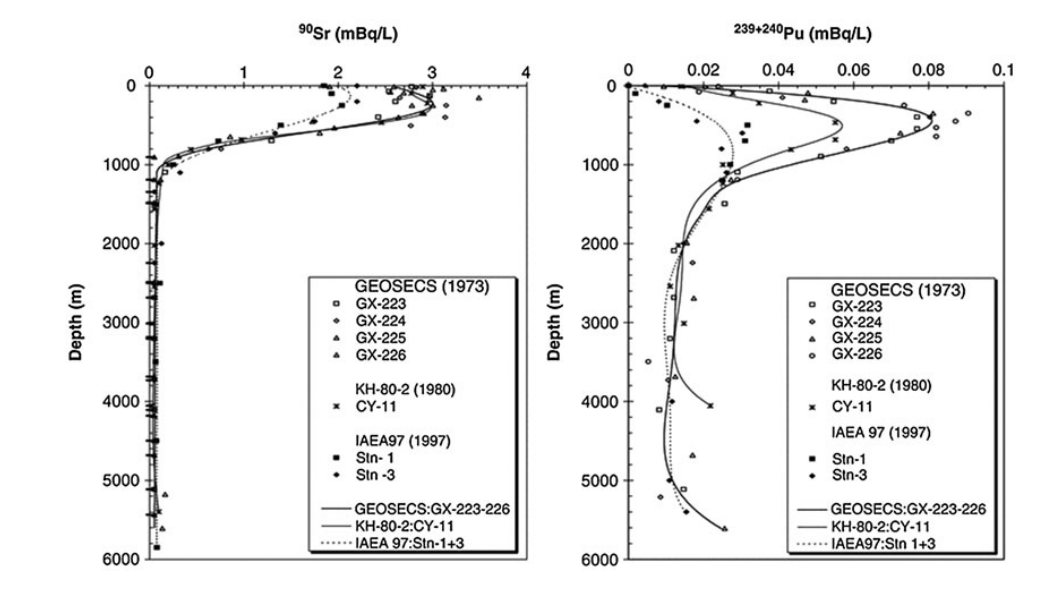 90Sr (mBq/L)
0 1 2 3 4
0
1000
2000
3000
4000
5000
6000
Depth (m)
GEOSECS (1973)
GX-223
GX-224
GX-225
GX-226
KH-80-2 (1980)
CY-11
IAEA97 (1997)
Stn- 1
Stn -3
GEOSECS:GX-223-226
KH-80-2:CY-11
IAEA 97:Stn-1+3
239+240Pu (mBq/L)
0 0.02 0.04 0.06 0.08 0.1
0
1000
2000
3000
4000
5000
6000
Depth (m)
GEOSECS (1973)
GX-223
GX-224
GX-225
GX-226
KH-80-2 (1980)
CY-11
IAEA 97 (1997)
Stn-1
Stn-3
GEOSECS:GX-223-226
KH-80-2:CY-11
IAEA97:Stn 1+3